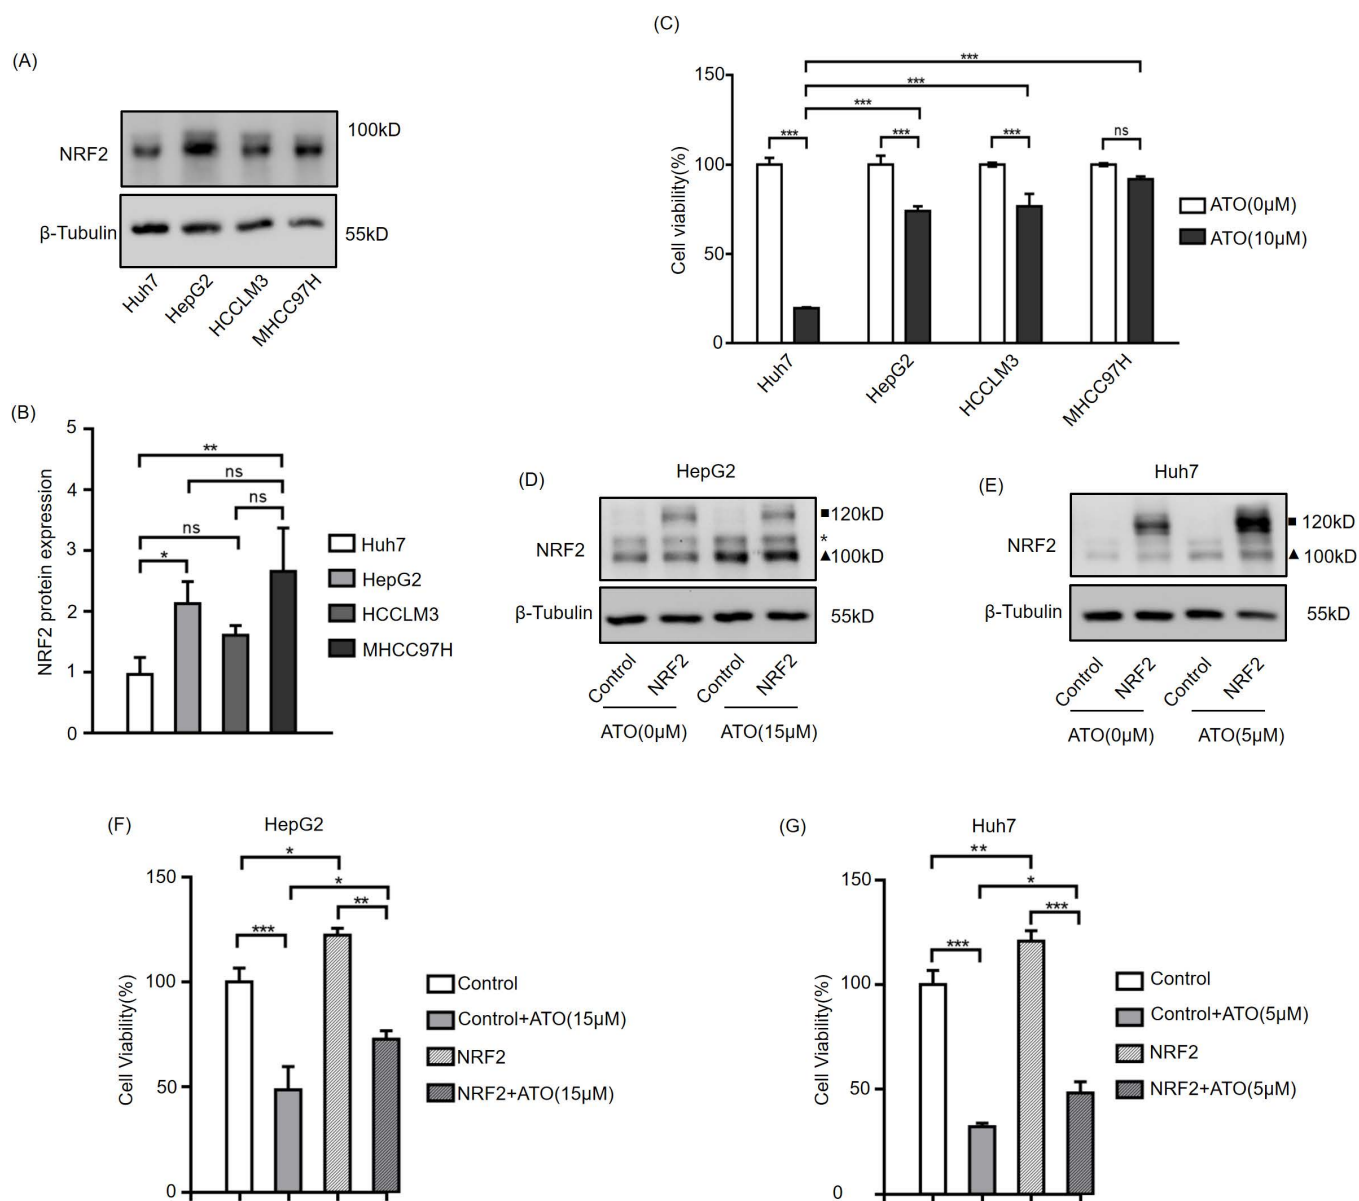 (A)
NRF2
100kD
β-Tubulin
55kD
Huh7
HepG2
HCCLM3
MHCC97H
(B)
NRF2 protein expression
5
4
3
2
1
0
**
ns
ns
ns
*
Huh7
HepG2
HCCLM3
MHCC97H
(C)
Cell viability(%)
150
100
50
0
***
***
***
***
***
***
ns
ATO(0μM)
ATO(10μM)
Huh7
HepG2
HCCLM3
MHCC97H
(D)
HepG2
NRF2
■120kD
*
▲100kD
β-Tubulin
55kD
Control
NRF2
Control
NRF2
ATO(0μM)
ATO(15μM)
(E)
Huh7
NRF2
■ 120kD
▲ 100kD
β-Tubulin
55kD
Control
NRF2
Control
NRF2
ATO(0μM)
ATO(5μM)
(F)
HepG2
Cell Viability(%)
150
100
50
0
*
*
**
***
Control
Control+ATO(15μM)
NRF2
NRF2+ATO(15μM)
(G)
Huh7
Cell Viability(%)
150
100
50
0
**
*
***
***
Control
Control+ATO(5μM)
NRF2
NRF2+ATO(5μM)